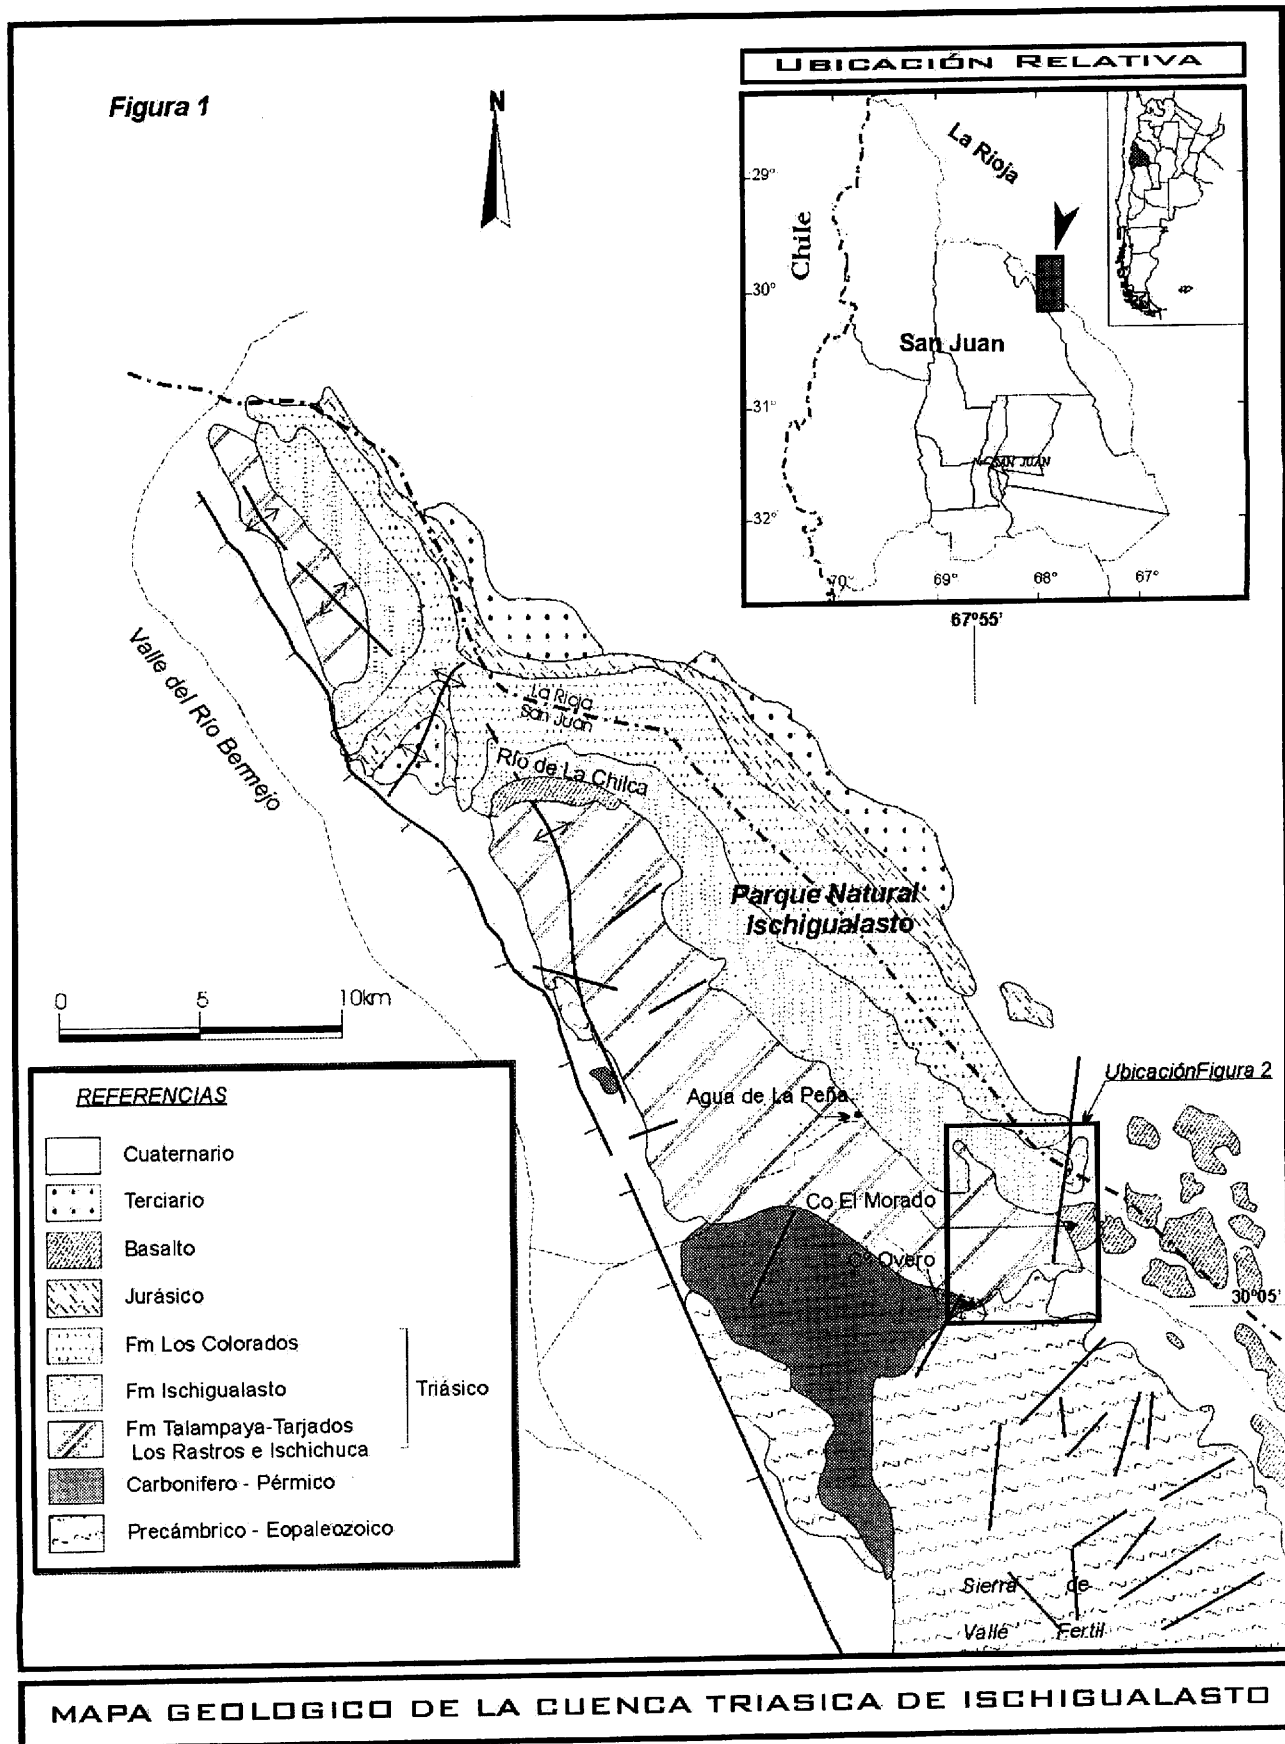 UBICACIÓN RELATIVA
Figura 1
N
La Rioja
29°
Chile
30°
San Juan
31°
SAN JUAN
32°
70°
69°
68°
67°
67°55'
Valle del Río Bermejo
La Rioja
San Juan
Río de La Chilca
Parque Natural
Ischigualasto
0
5
10km
UbicaciónFigura 2
Agua de La Peña
Co El Morado
Co Overo
30°05'
REFERENCIAS
Cuaternario
Terciario
Basalto
Jurásico
Fm Los Colorados
Fm Ischigualasto
Triásico
Fm Talampaya-Tarjados
Los Rastros e Ischichuca
Carbonifero - Pérmico
Precámbrico - Eopaleozoico
Sierra de
Valle Fertil
MAPA GEOLOGICO DE LA CUENCA TRIASICA DE ISCHIGUALASTO